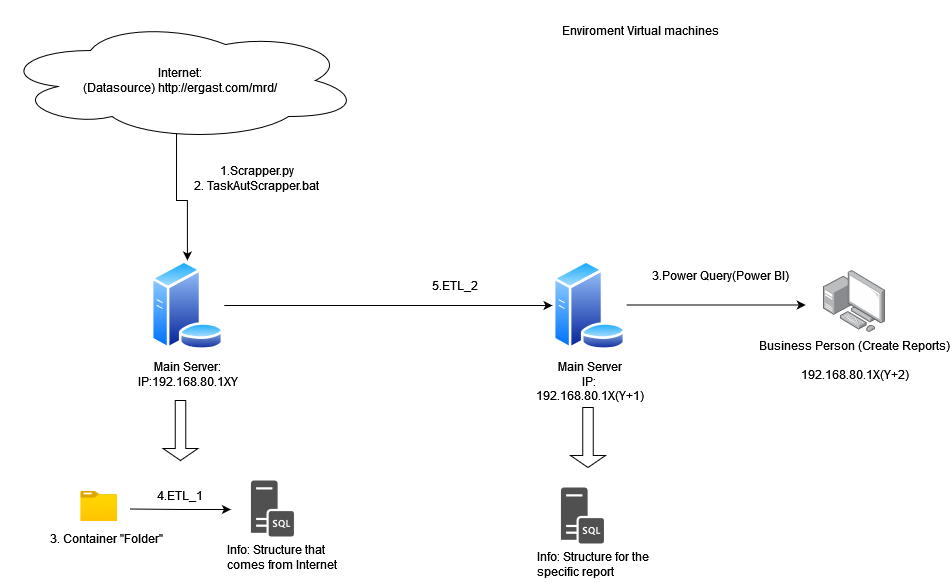 Enviroment Virtual machines
Internet:
(Datasource) http://ergast.com/mrd/
1.Scrapper.py
2. TaskAutScrapper.bat
5.ETL_2
3.Power Query(Power BI)
Main Server:
IP:192.168.80.1XY
Main Server
IP:
192.168.80.1X(Y+1)
Business Person (Create Reports)
192.168.80.1X(Y+2)
4.ETL_1
3. Container "Folder"
SQL
Info: Structure that
comes from Internet
SQL
Info: Structure for the
specific report